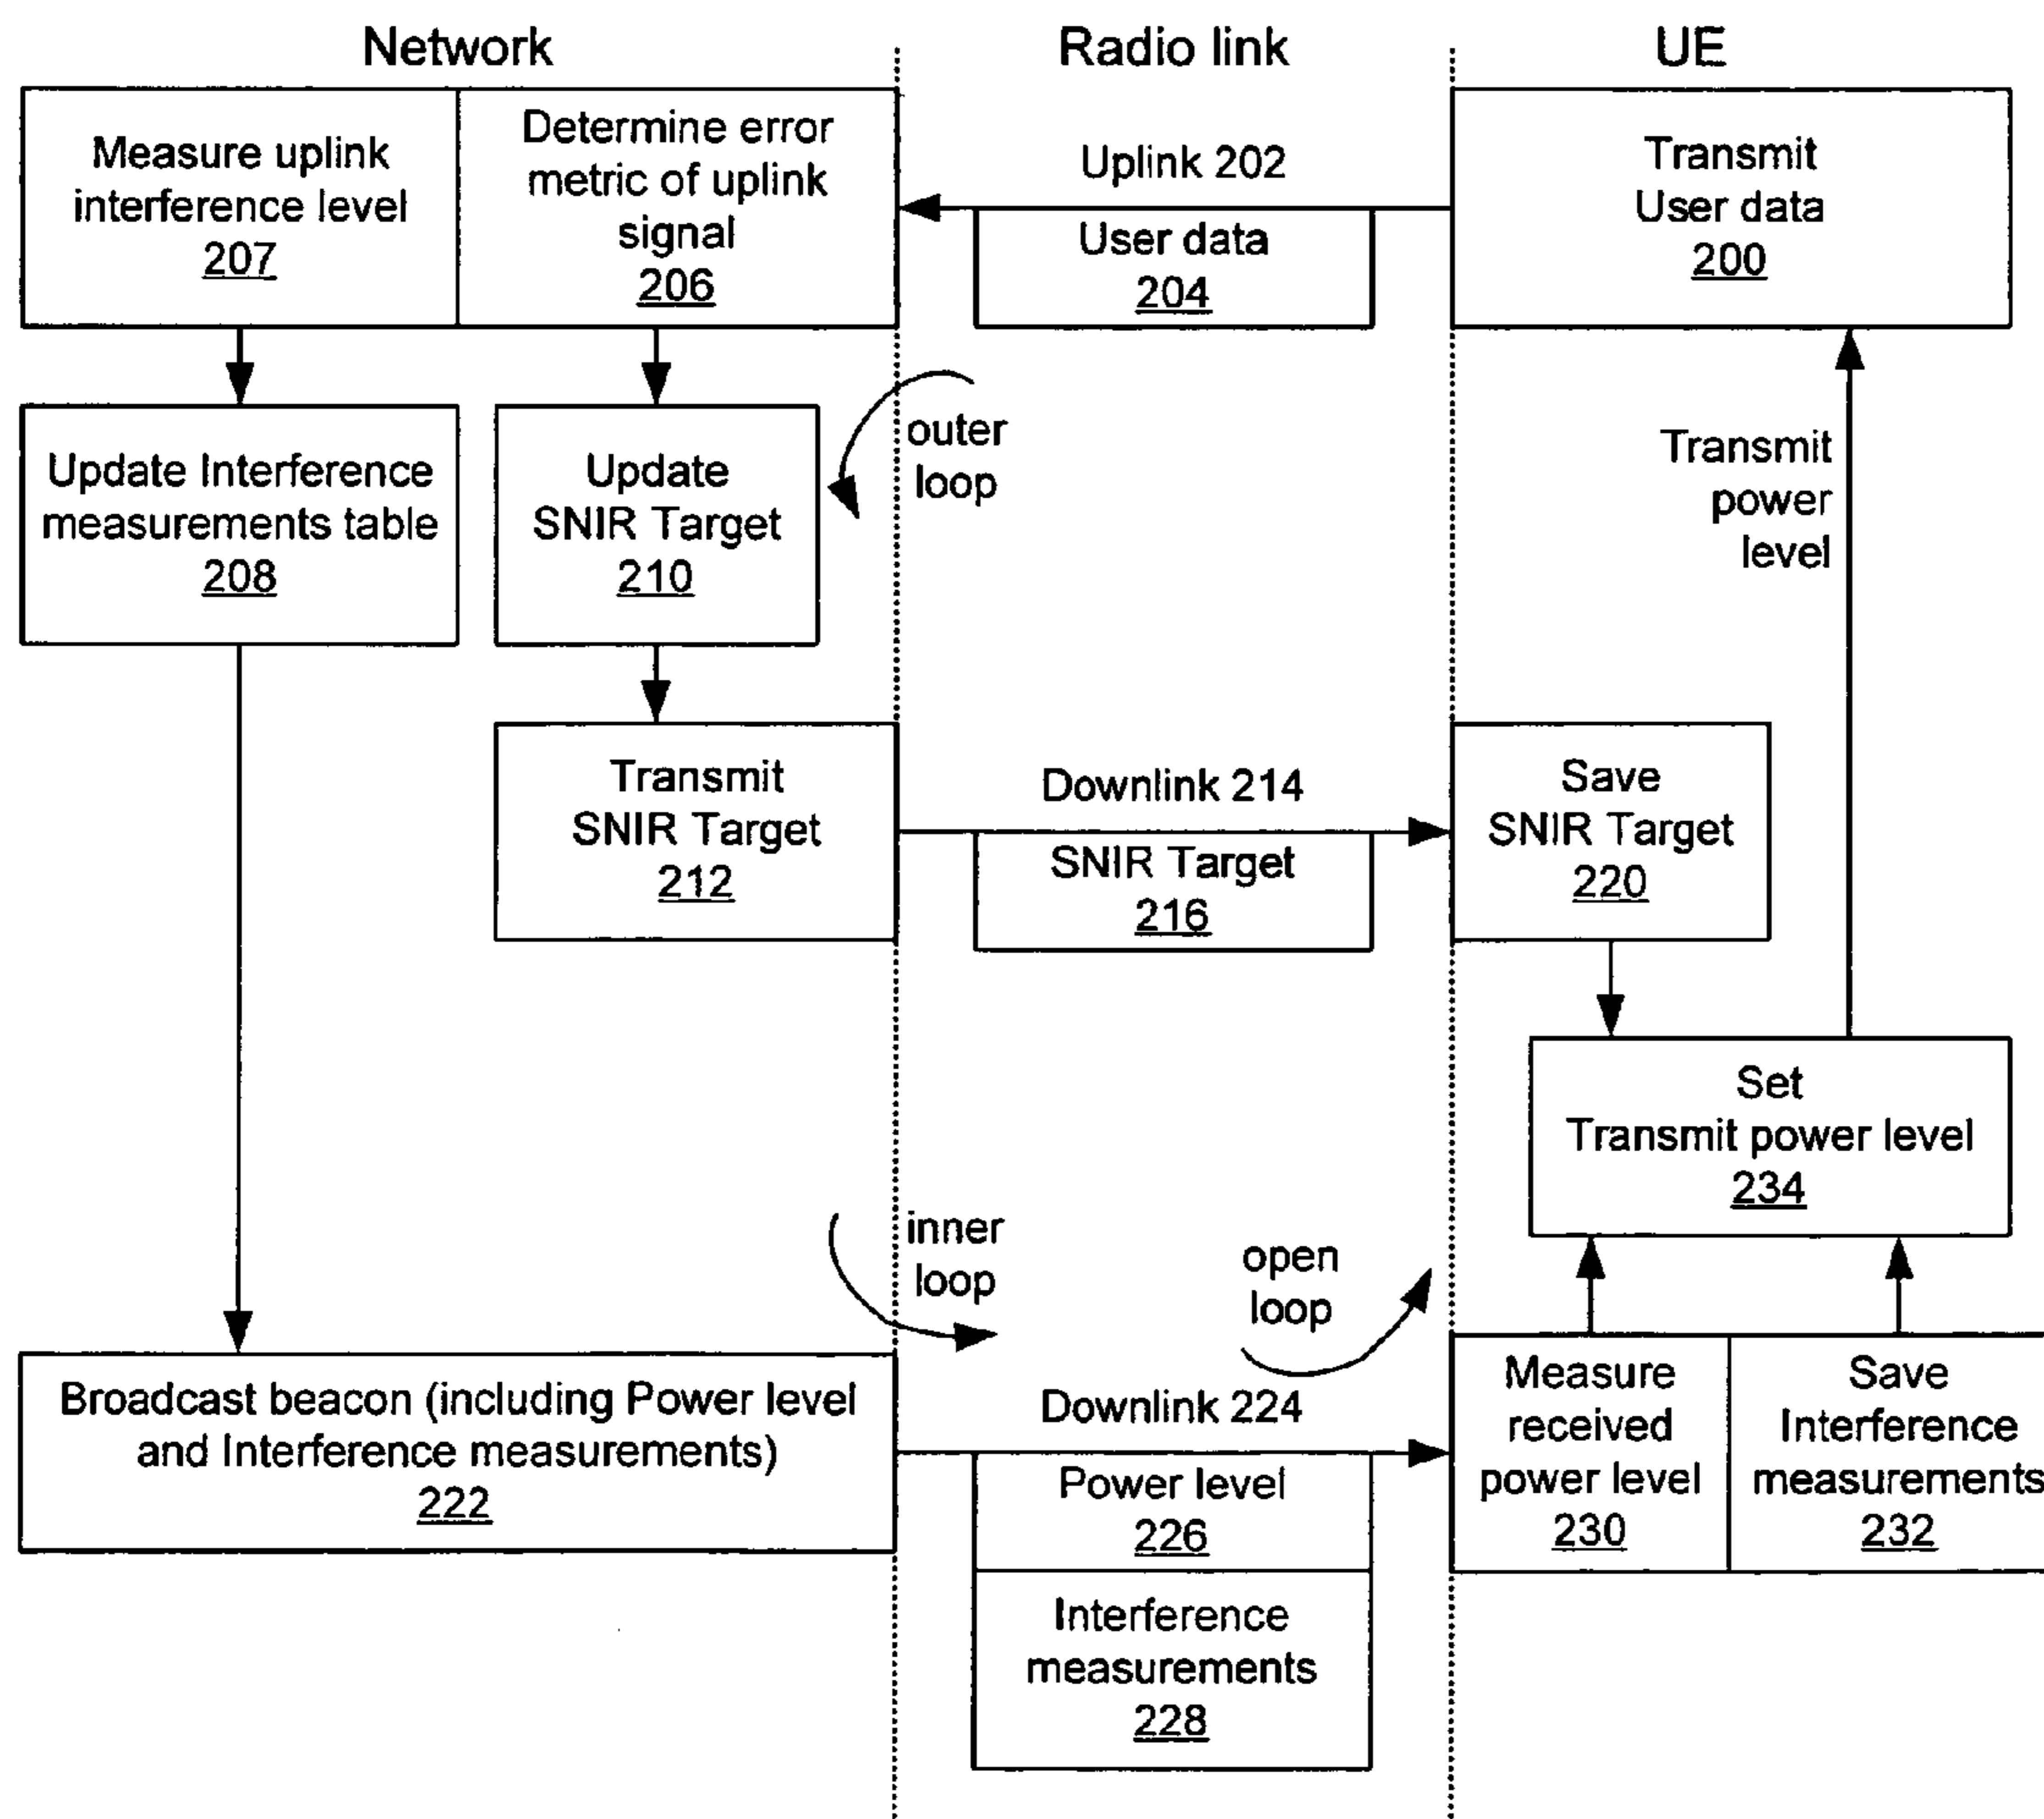 Network
Radio link
UE
Measure uplink
interference level
207
Determine error
metric of uplink
signal
206
Uplink 202
User data
204
Transmit
User data
200
Update Interference
measurements table
208
Update
SNIR Target
210
outer
loop
Transmit
power
level
Transmit
SNIR Target
212
Downlink 214
SNIR Target
216
Save
SNIR Target
220
Set
Transmit power level
234
inner
loop
open
loop
Broadcast beacon (including Power level
and Interference measurements)
222
Downlink 224
Power level
226
Interference
measurements
228
Measure
received
power level
230
Save
Interference
measurements
232